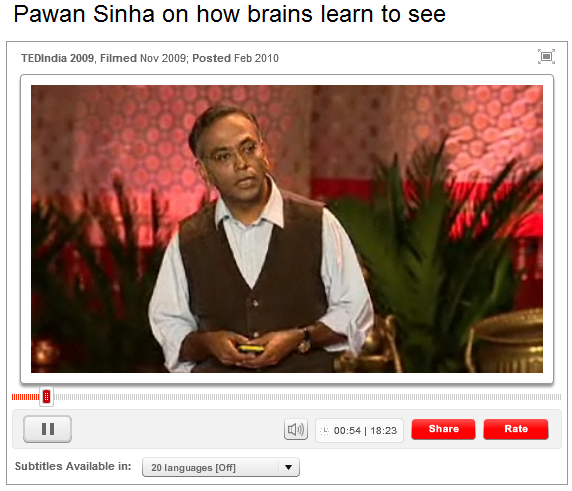 Pawan Sinha on how brains learn to see
TEDIndia 2009, Filmed Nov 2009; Posted Feb 2010
00:54 | 18:23
Share
Rate
Subtitles Available in:
20 languages [Off]